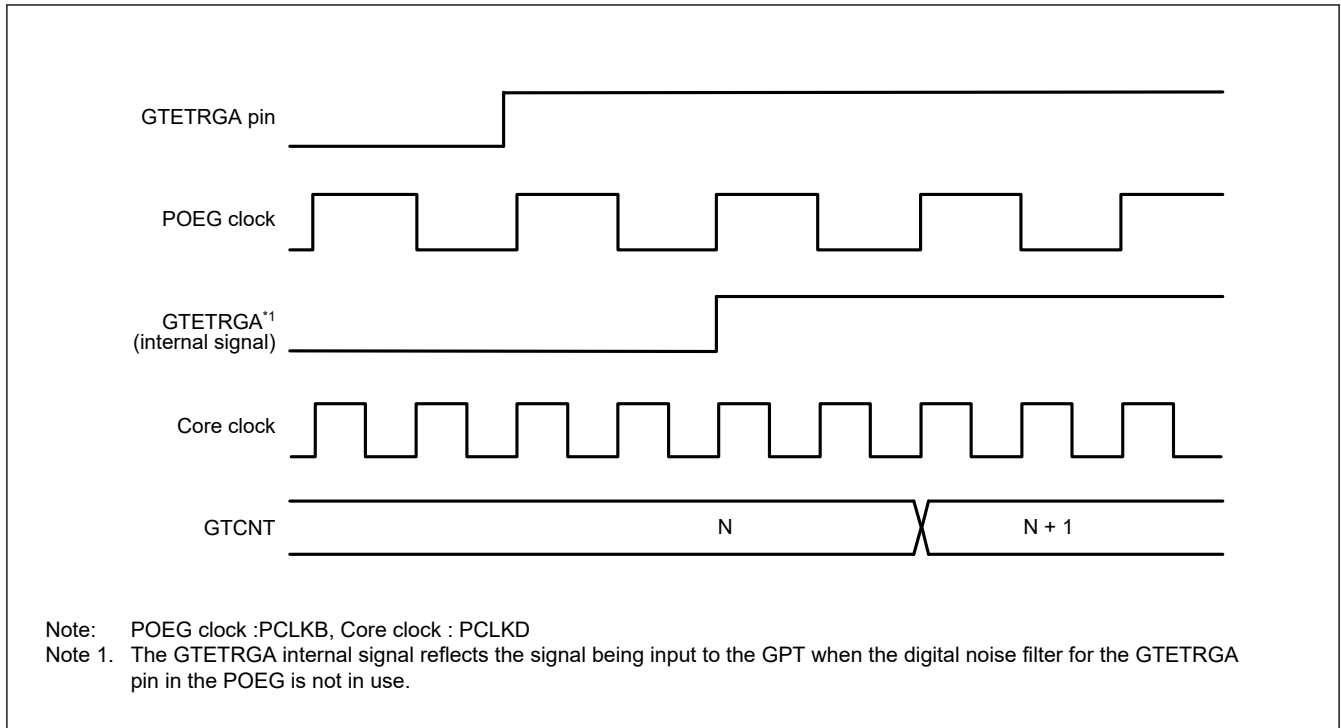 GTETRGA pin
POEG clock
GTETRGA*1
(internal signal)
Core clock
GTCNT N N + 1
Note: POEG clock :PCLKB, Core clock : PCLKD
Note 1. The GTETRGA internal signal reflects the signal being input to the GPT when the digital noise filter for the GTETRGA
pin in the POEG is not in use.